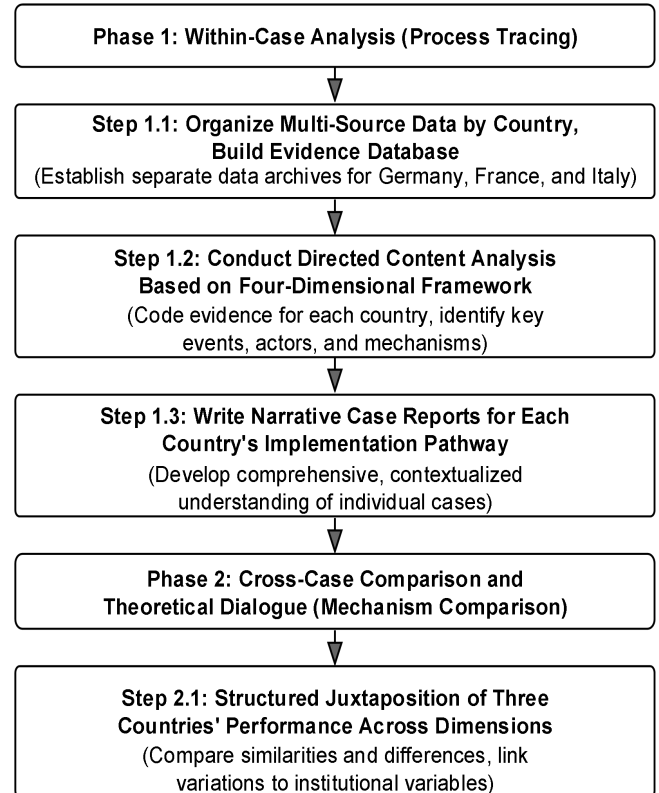 Phase 1: Within-Case Analysis (Process Tracing)
Step 1.1: Organize Multi-Source Data by Country,
Build Evidence Database
(Establish separate data archives for Germany, France, and Italy)
Step 1.2: Conduct Directed Content Analysis
Based on Four-Dimensional Framework
(Code evidence for each country, identify key
events, actors, and mechanisms)
Step 1.3: Write Narrative Case Reports for Each
Country's Implementation Pathway
(Develop comprehensive, contextualized
understanding of individual cases)
Phase 2: Cross-Case Comparison and
Theoretical Dialogue (Mechanism Comparison)
Step 2.1: Structured Juxtaposition of Three
Countries' Performance Across Dimensions
(Compare similarities and differences, link
variations to institutional variables)